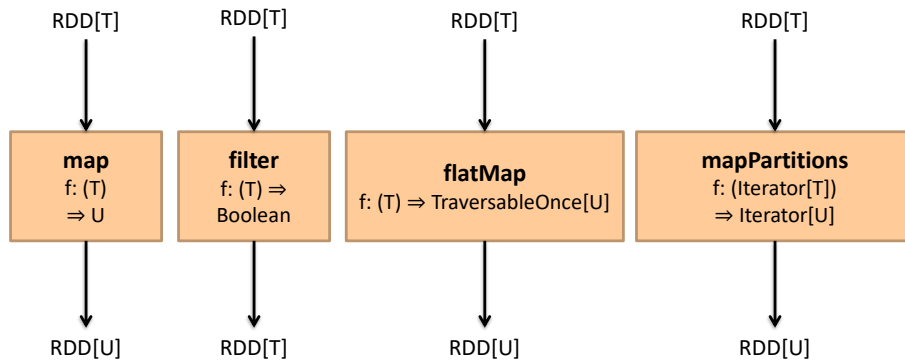 RDD[T]
RDD[T]
RDD[T]
RDD[T]
map
f: (T)
⇒ U
filter
f: (T) ⇒
Boolean
flatMap
f: (T) ⇒ TraversableOnce[U]
mapPartitions
f: (Iterator[T])
⇒ Iterator[U]
RDD[U]
RDD[T]
RDD[U]
RDD[U]